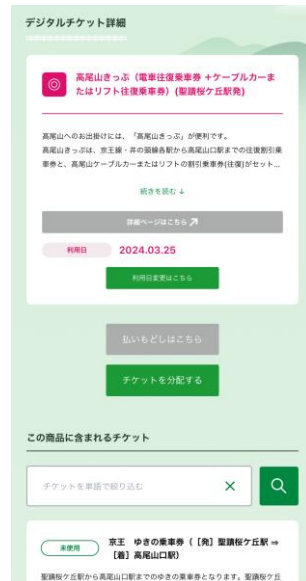 デジタルチケット詳細
高尾山きっぷ（電車往復乗車券 +ケーブルカーま
たはリフト往復乗車券）(聖蹟桜ケ丘駅発)
高尾山へのお出掛けには、「高尾山きっぷ」が便利です。
高尾山きっぷは、京王線・井の頭線各駅から高尾山口駅までの往復割引乗
車券と、高尾山ケーブルカーまたはリフトの割引乗車券(往復)がセット...
続きを読む ↓
詳細ページはこちら
利用日 2024.03.25
利用日変更はこちら
払いもどしはこちら
チケットを分配する
この商品に含まれるチケット
チケットを単語で絞り込む
未使用
京王 ゆきの乗車券（［発］聖蹟桜ケ丘駅 ⇒
［着］高尾山口駅）
聖蹟桜ケ丘駅から高尾山口駅までのゆきの乗車券となります。聖蹟桜ケ丘